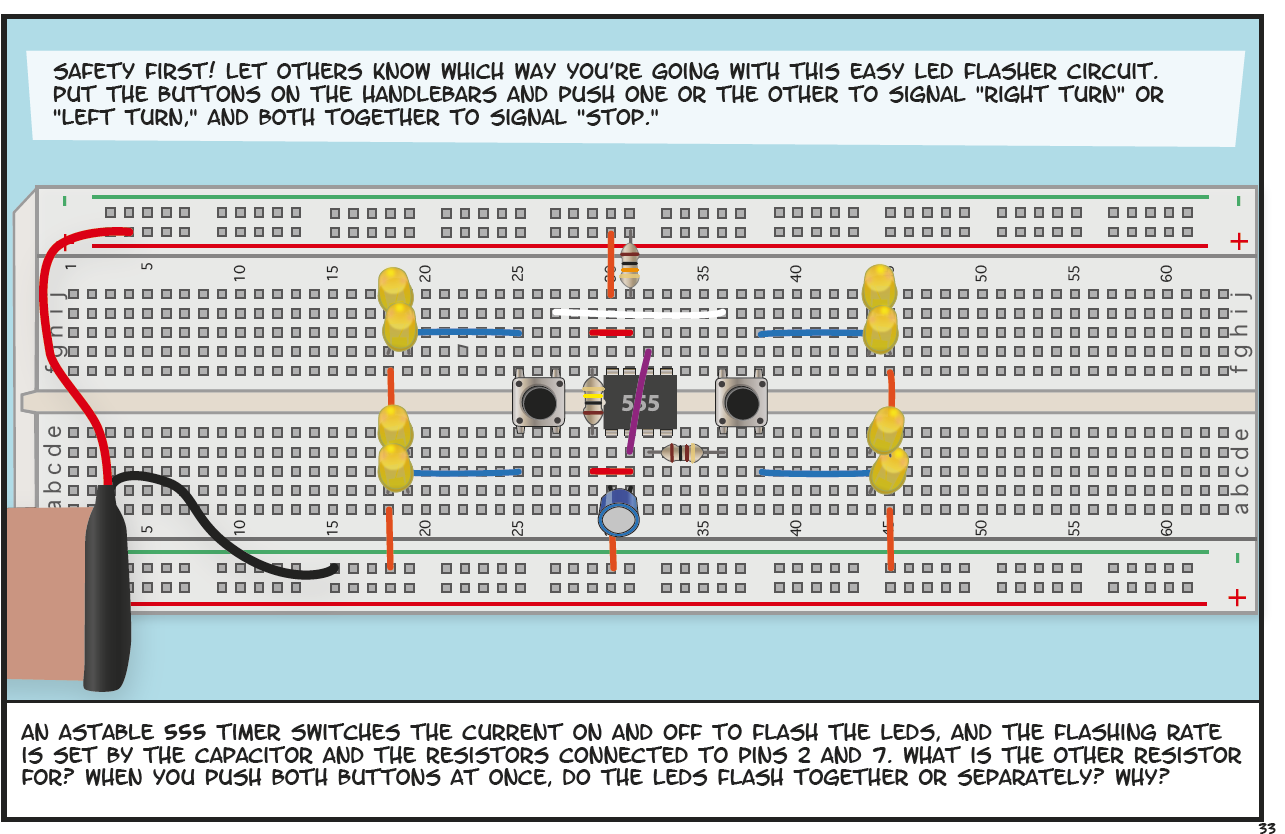 SAFETY FIRST! LET OTHERS KNOW WHICH WAY YOU'RE GOING WITH THIS EASY LED FLASHER CIRCUIT.
PUT THE BUTTONS ON THE HANDLEBARS AND PUSH ONE OR THE OTHER TO SIGNAL "RIGHT TURN" OR
"LEFT TURN," AND BOTH TOGETHER TO SIGNAL "STOP."
- -
+ +
1 5 10 15 20 25 30 35 40 50 55 60
f g h i j f g h i j
555
a b c d e a b c d e
5 10 15 20 25 35 40 45 50 55 60
-
+
AN ASTABLE 555 TIMER SWITCHES THE CURRENT ON AND OFF TO FLASH THE LEDS, AND THE FLASHING RATE
IS SET BY THE CAPACITOR AND THE RESISTORS CONNECTED TO PINS 2 AND 7. WHAT IS THE OTHER RESISTOR
FOR? WHEN YOU PUSH BOTH BUTTONS AT ONCE, DO THE LEDS FLASH TOGETHER OR SEPARATELY? WHY?
33